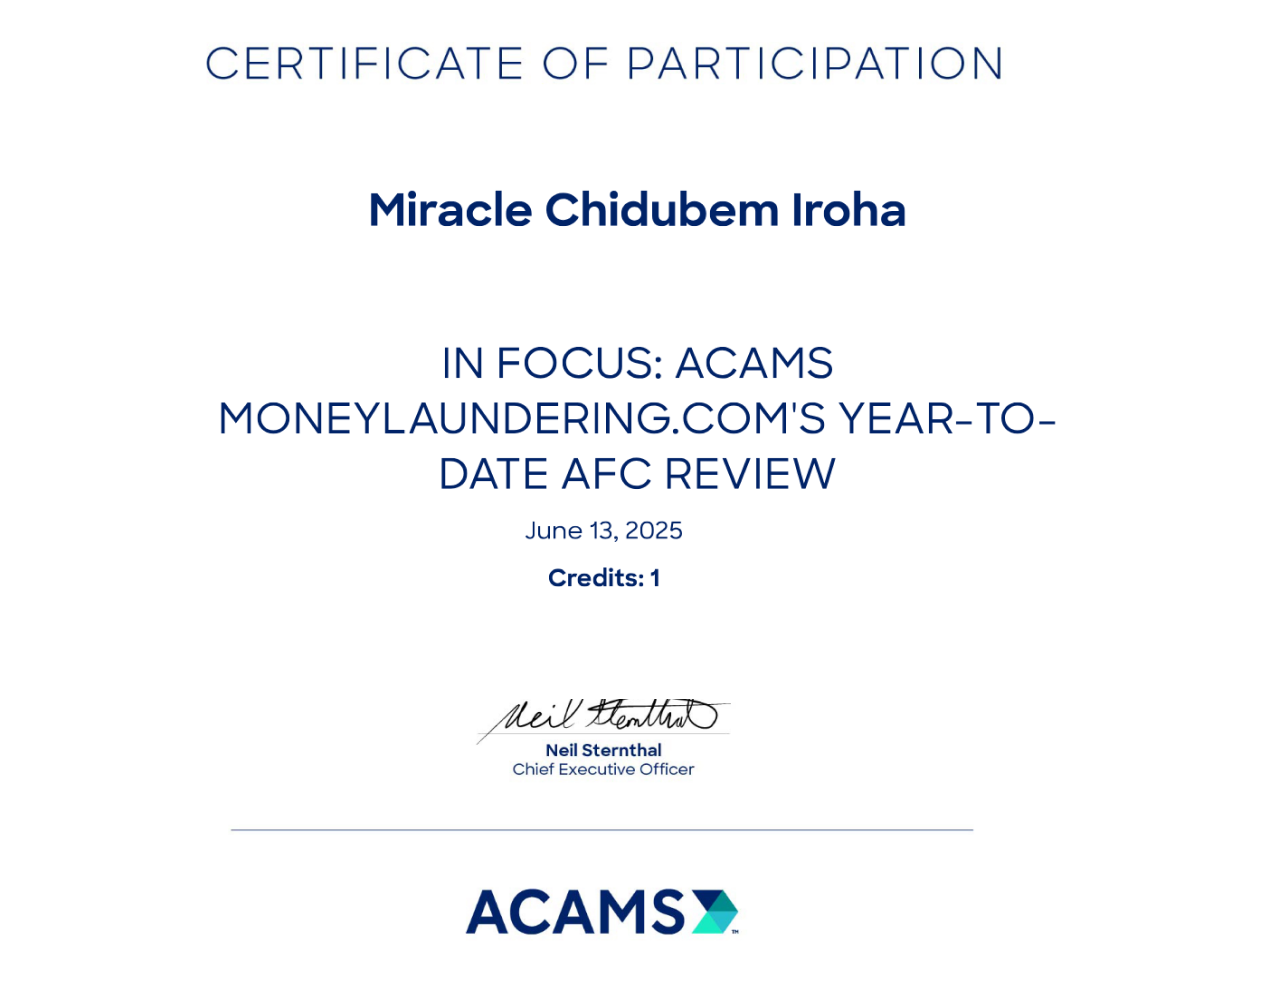 CERTIFICATE OF PARTICIPATION
Miracle Chidubem Iroha
IN FOCUS: ACAMS
MONEYLAUNDERING.COM'S YEAR-TO-
DATE AFC REVIEW
June 13, 2025
Credits: 1
Neil Sternthal
Neil Sternthal
Chief Executive Officer
ACAMS™